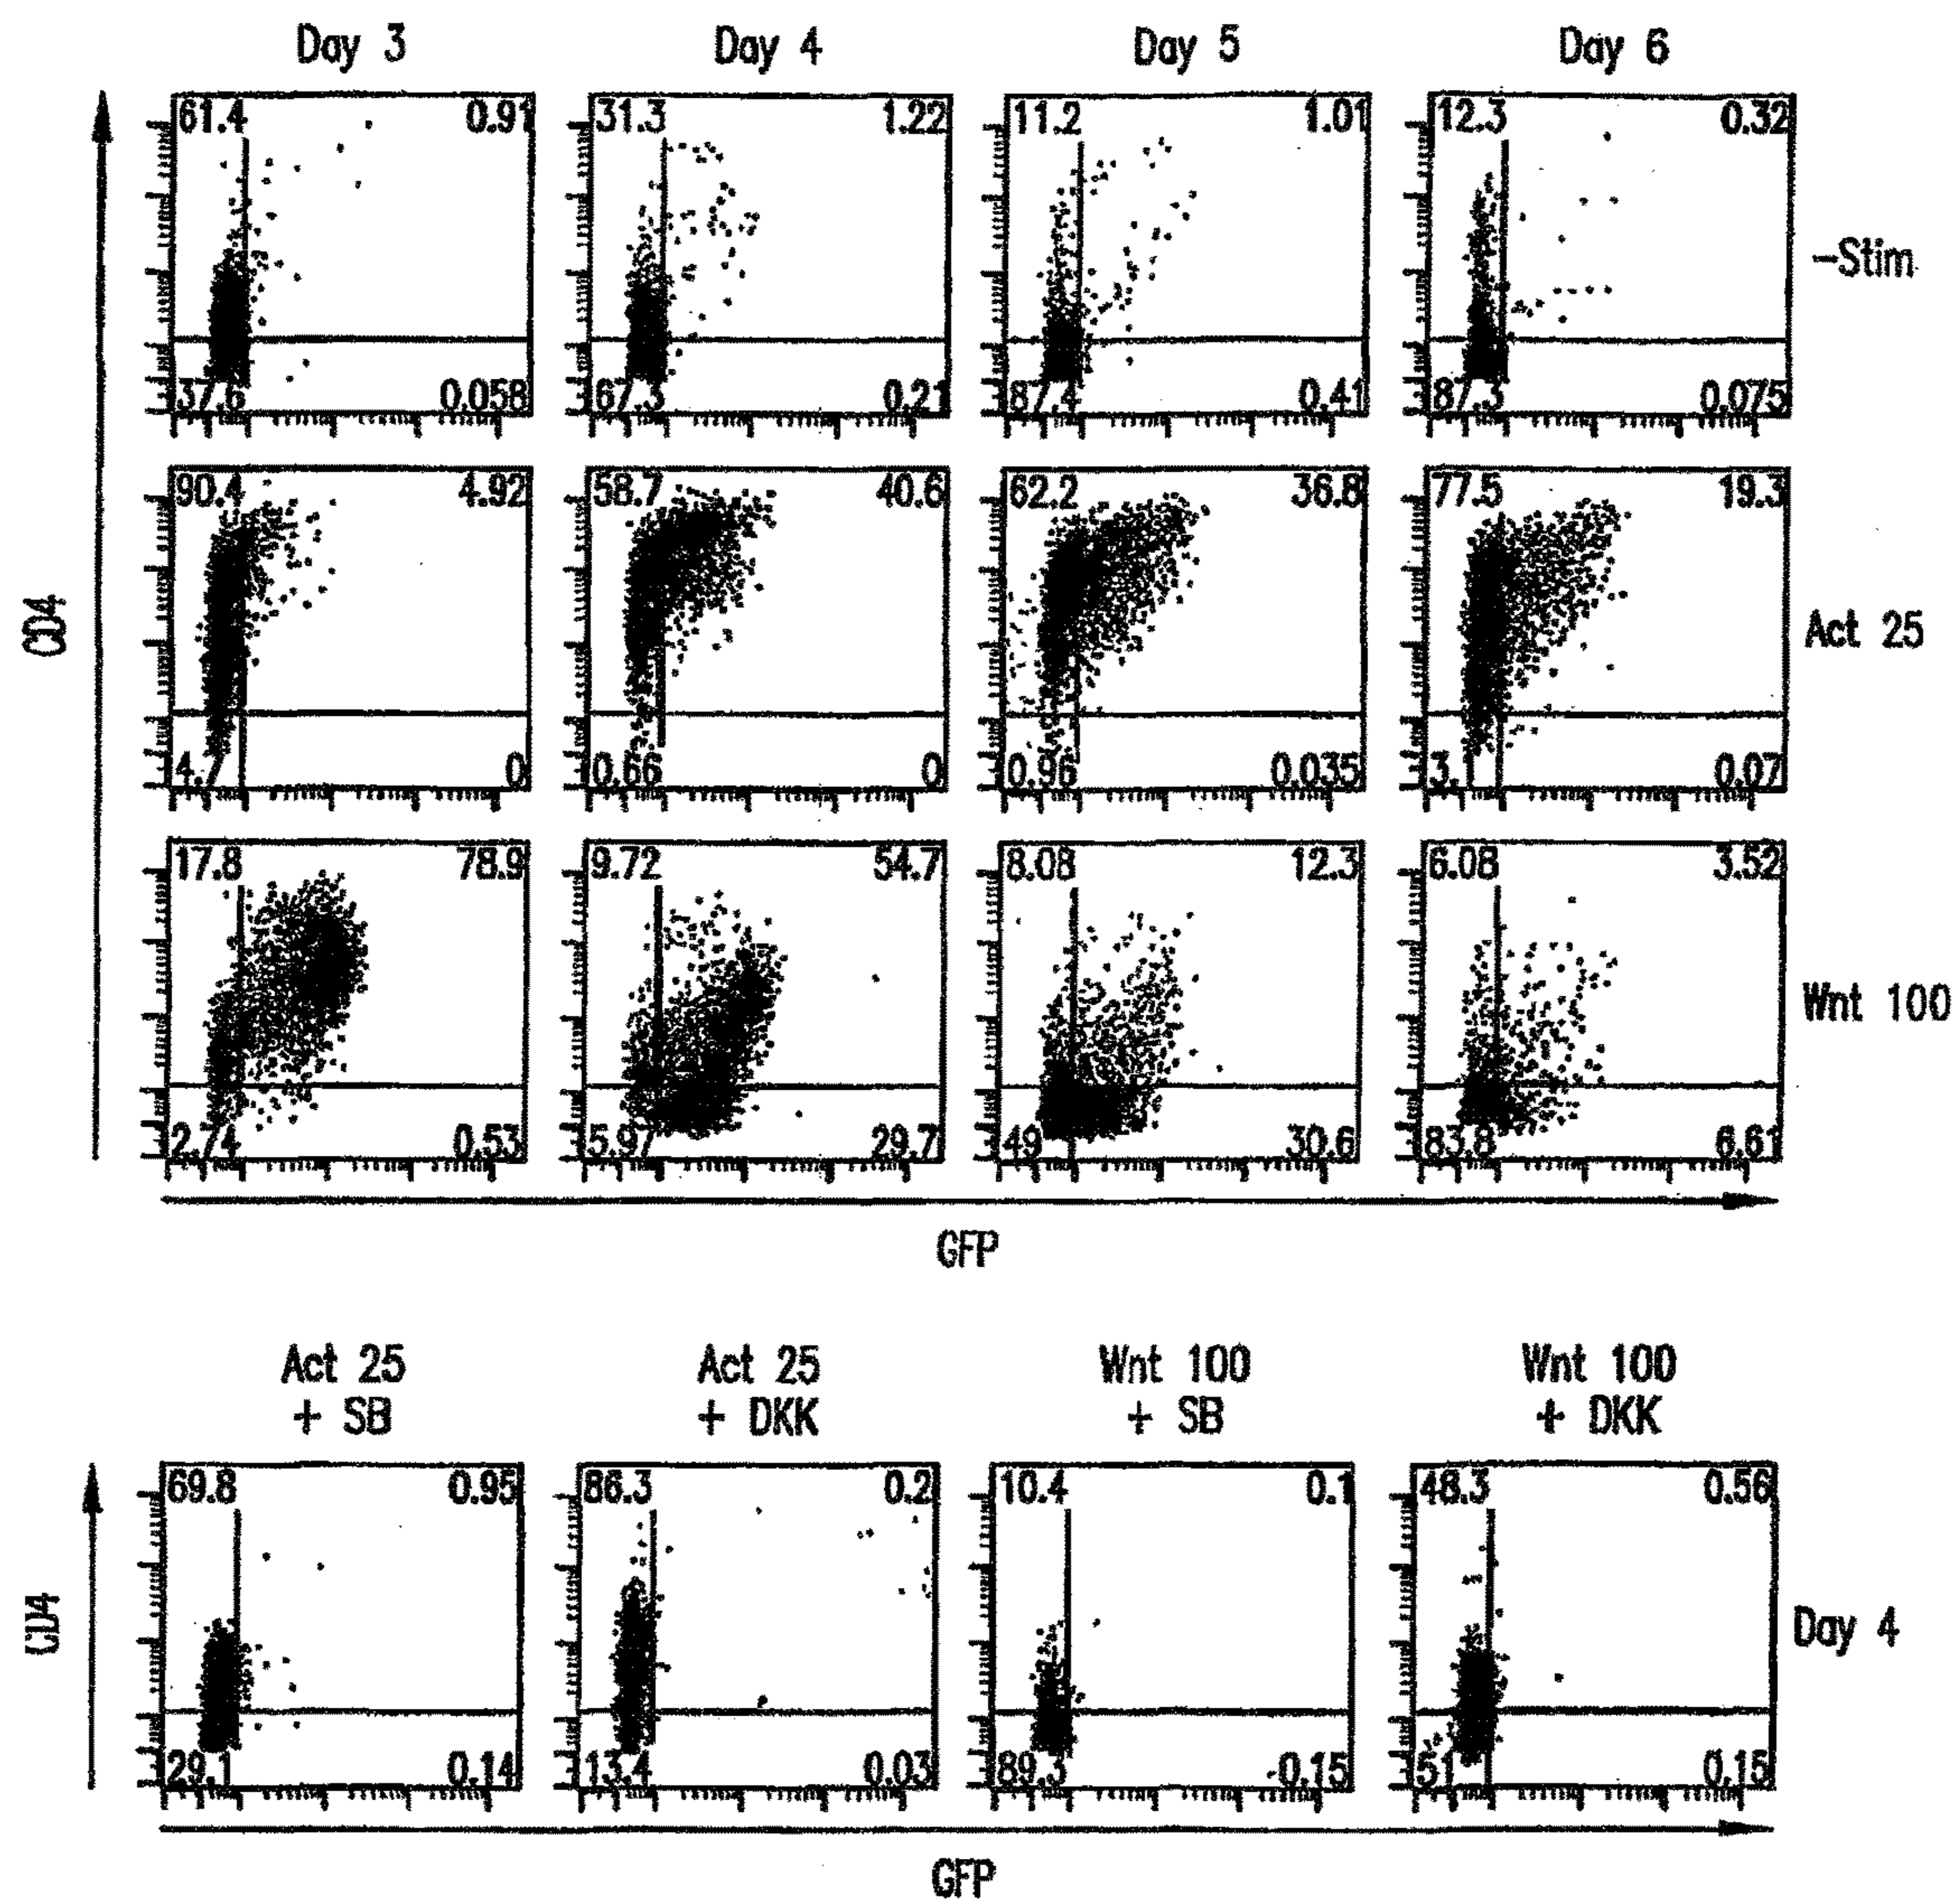 Day 3 Day 4 Day 5 Day 6
61.4 0.91 31.3 1.22 11.2 1.01 12.3 0.32
-Stim
37.6 0.058 67.3 0.21 87.4 0.41 87.3 0.075
90.4 4.92 58.7 40.6 62.2 36.8 77.5 19.3
CD4
Act 25
4.7 0 0.66 0 0.96 0.035 3.1 0.07
17.8 78.9 9.72 54.7 8.08 12.3 6.08 3.52
Wnt 100
2.74 0.53 5.97 29.7 49 30.6 83.8 6.61
GFP
Act 25 Act 25 Wnt 100 Wnt 100
+ SB + DKK + SB + DKK
69.8 0.95 86.3 0.2 10.4 0.1 48.3 0.56
CD4
Day 4
29.1 0.14 13.4 0.03 89.3 0.15 51 0.15
GFP